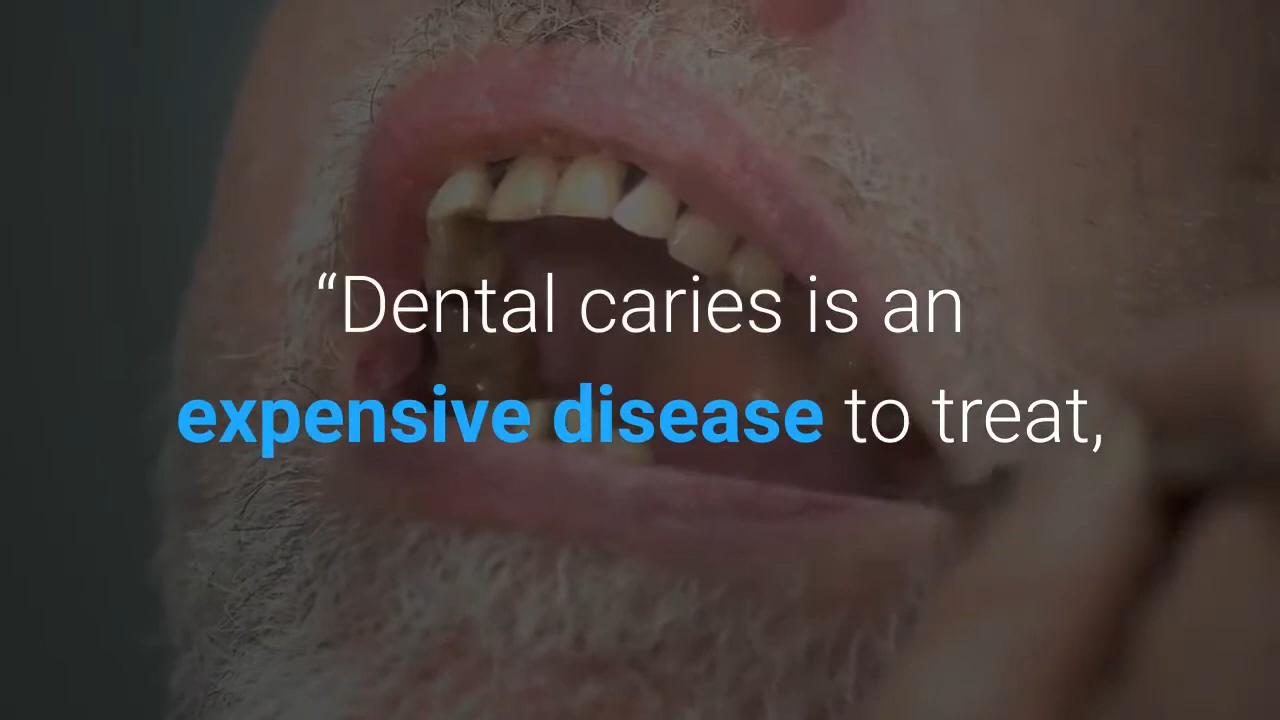 “Dental caries is an
expensive disease to treat,